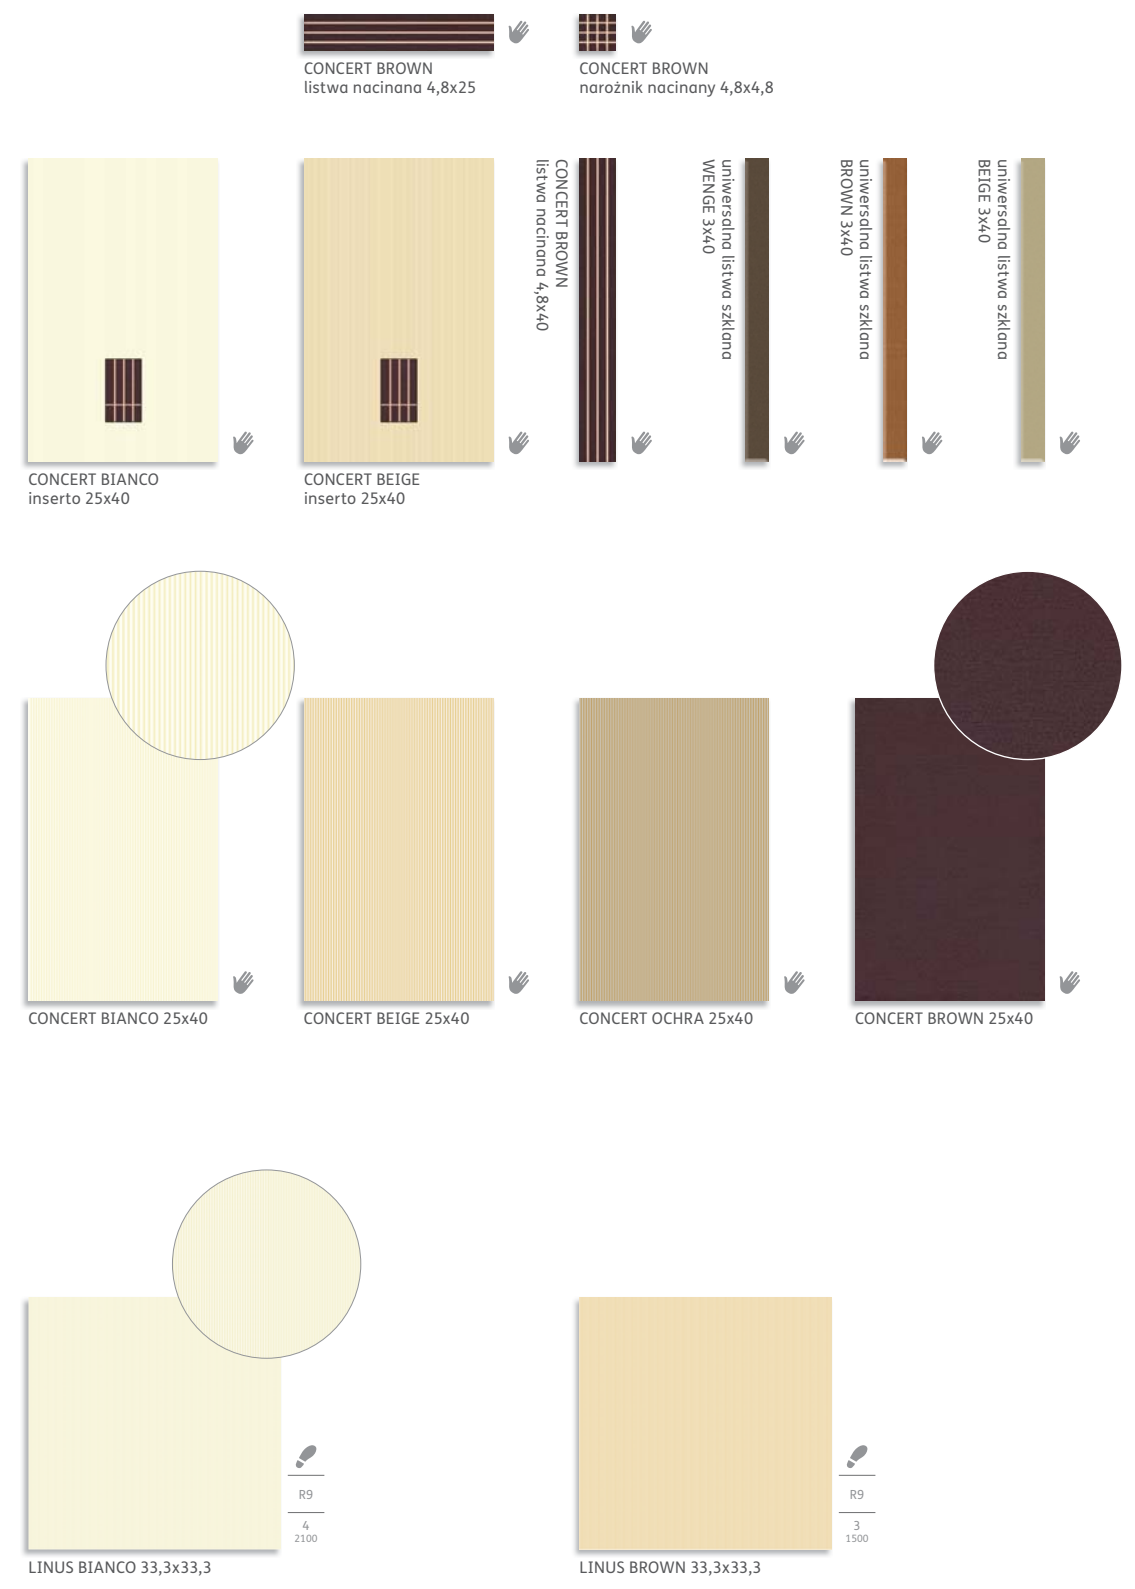 CONCERT BROWN
listwa nacinana 4,8x25
CONCERT BROWN
narożnik nacinany 4,8x4,8
CONCERT BIANCO
inserto 25x40
CONCERT BEIGE
inserto 25x40
CONCERT BROWN
listwa nacinana 4,8x40
uniwersalna listwa szklana
WENGE 3x40
uniwersalna listwa szklana
BROWN 3x40
uniwersalna listwa szklana
BEIGE 3x40
CONCERT BIANCO 25x40
CONCERT BEIGE 25x40
CONCERT OCHRA 25x40
CONCERT BROWN 25x40
R9
4
2100
LINUS BIANCO 33,3x33,3
R9
3
1500
LINUS BROWN 33,3x33,3